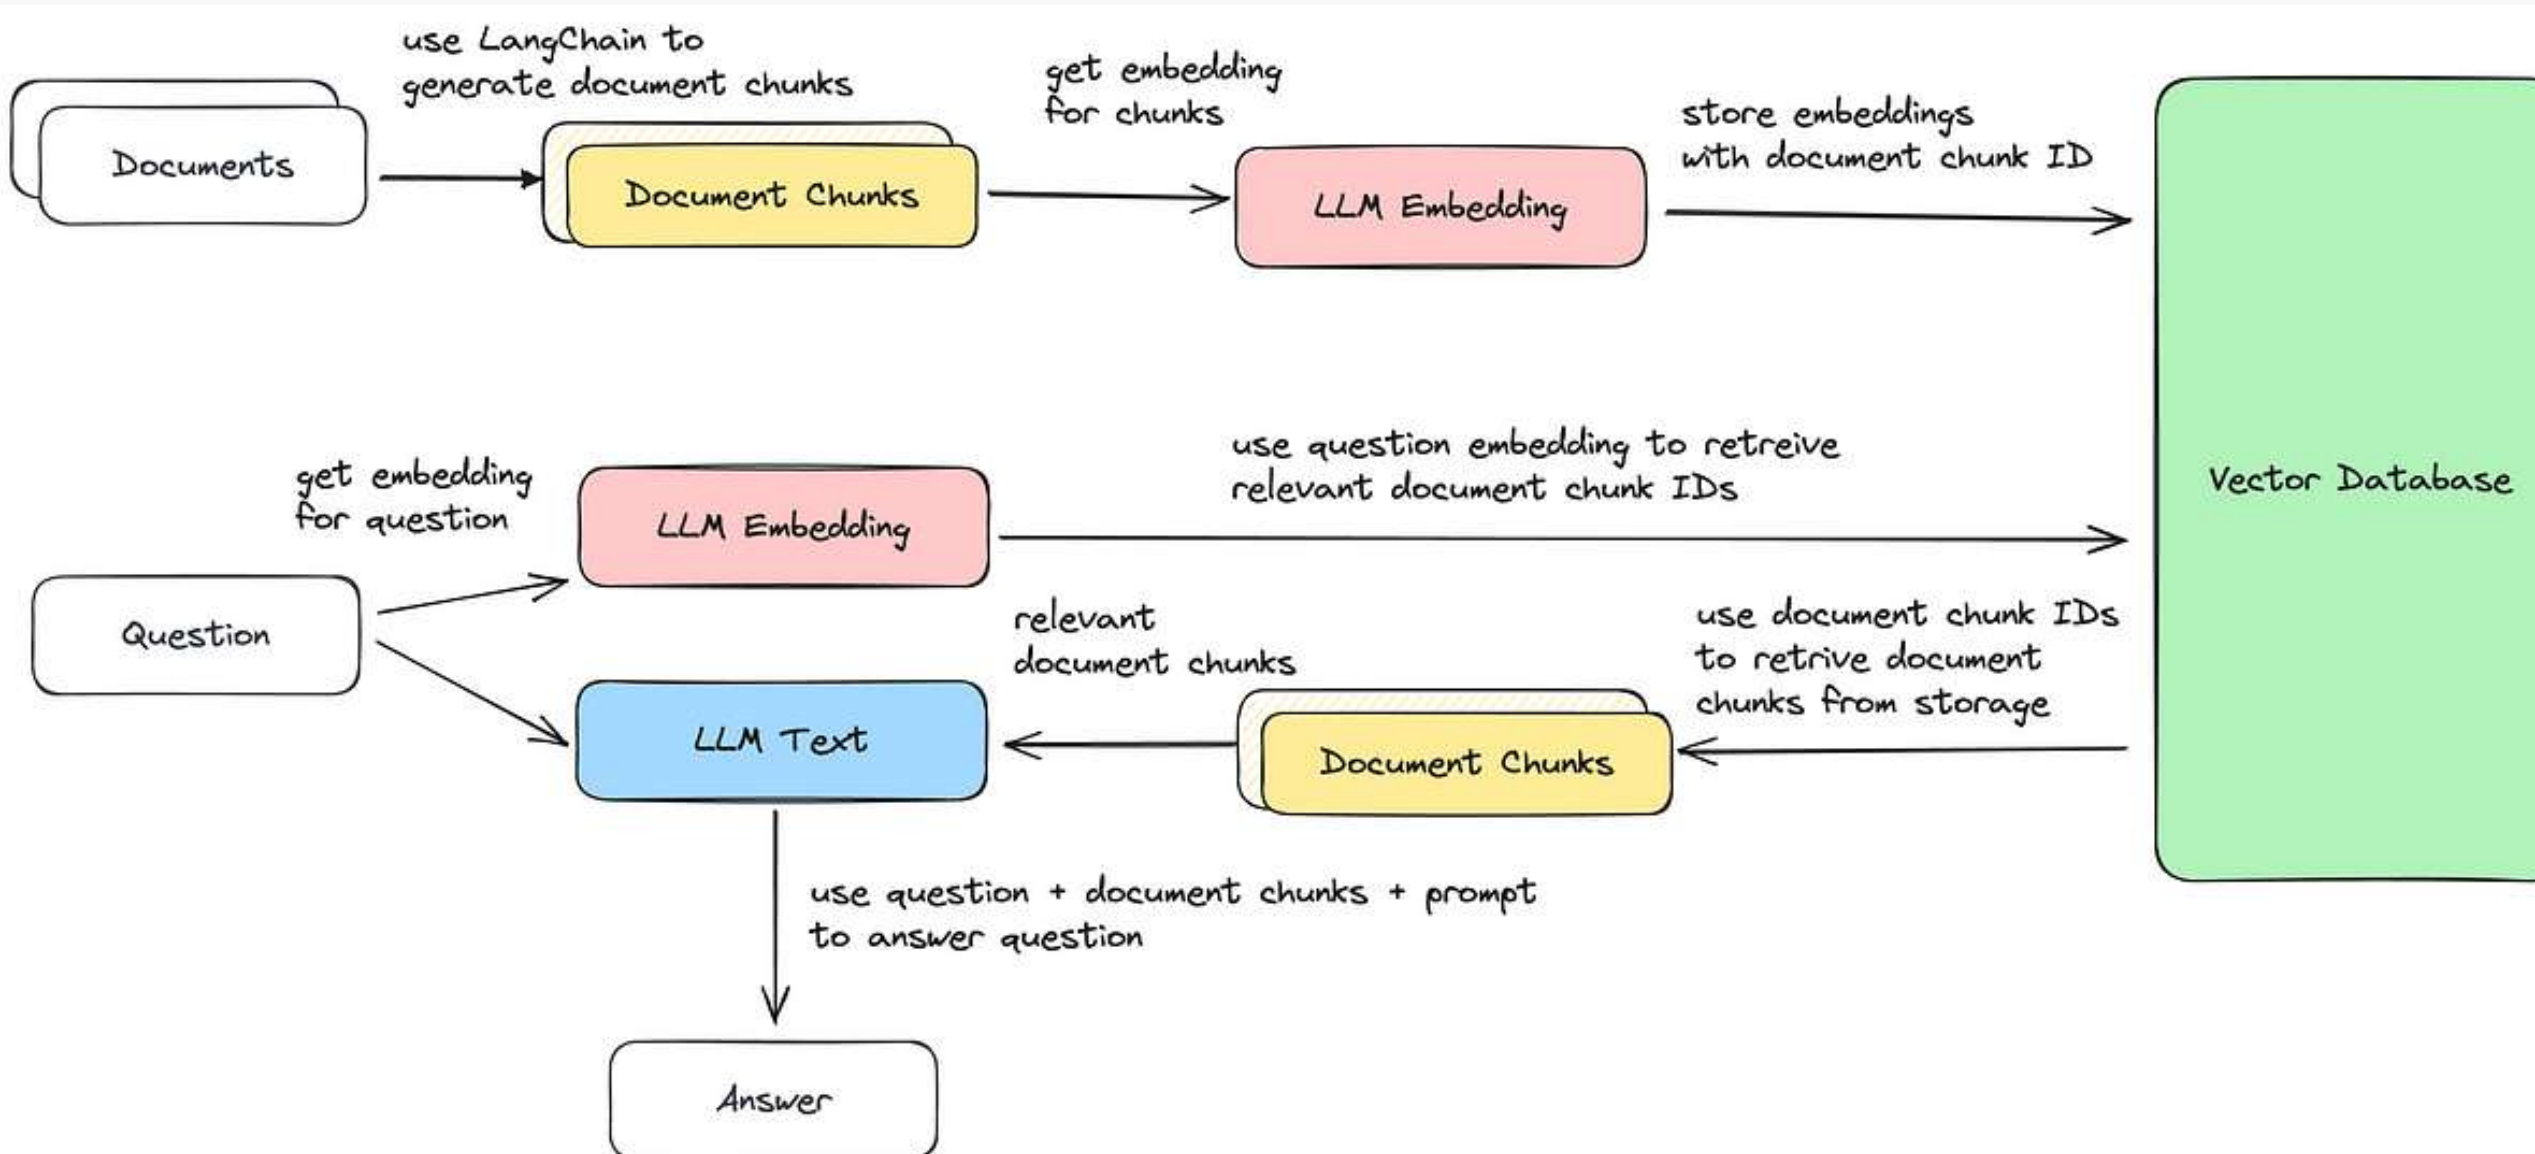 use LangChain to
generate document chunks
get embedding
for chunks
store embeddings
with document chunk ID
Documents
Document Chunks
LLM Embedding
use question embedding to retreive
relevant document chunk IDs
get embedding
for question
LLM Embedding
Vector Database
Question
relevant
document chunks
use document chunk IDs
to retrive document
chunks from storage
LLM Text
Document Chunks
use question + document chunks + prompt
to answer question
Answer